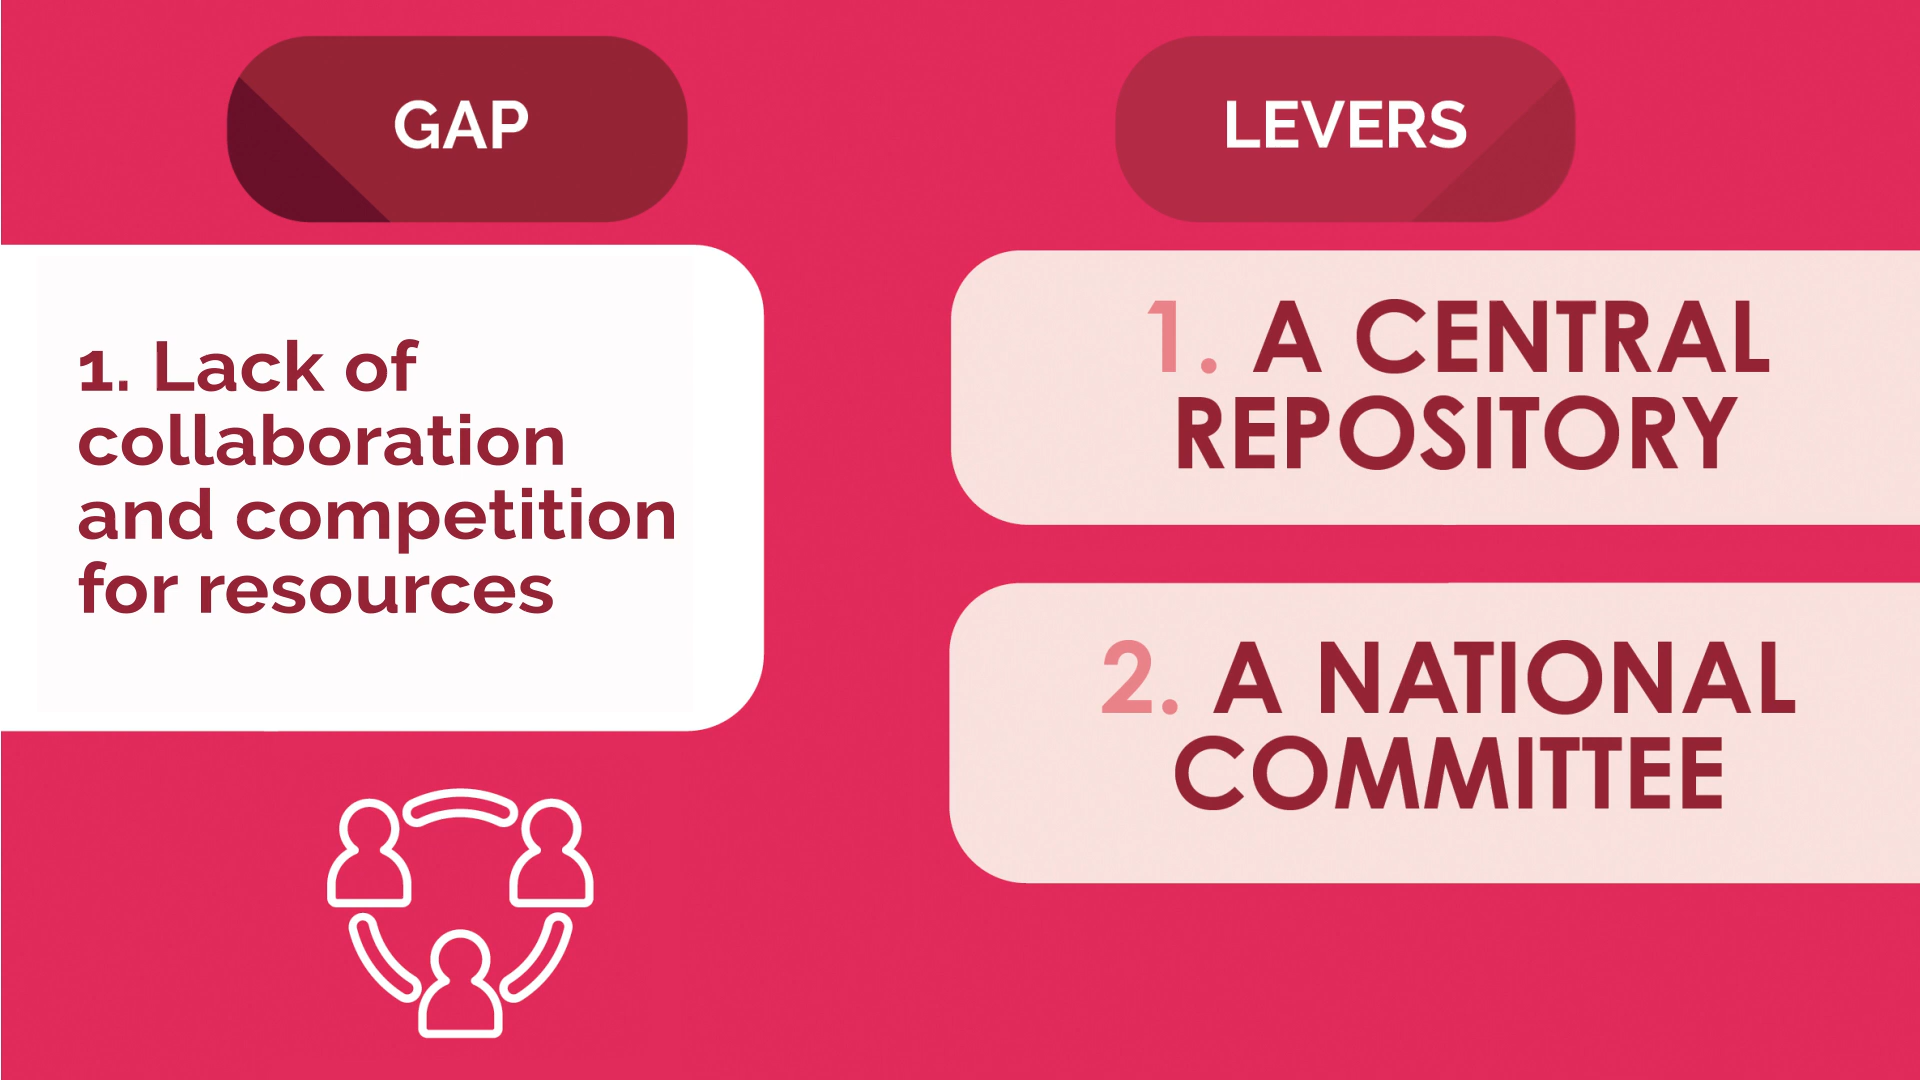 GAP
1. Lack of
collaboration
and competition
for resources
LEVERS
1. A CENTRAL
REPOSITORY
2. A NATIONAL
COMMITTEE